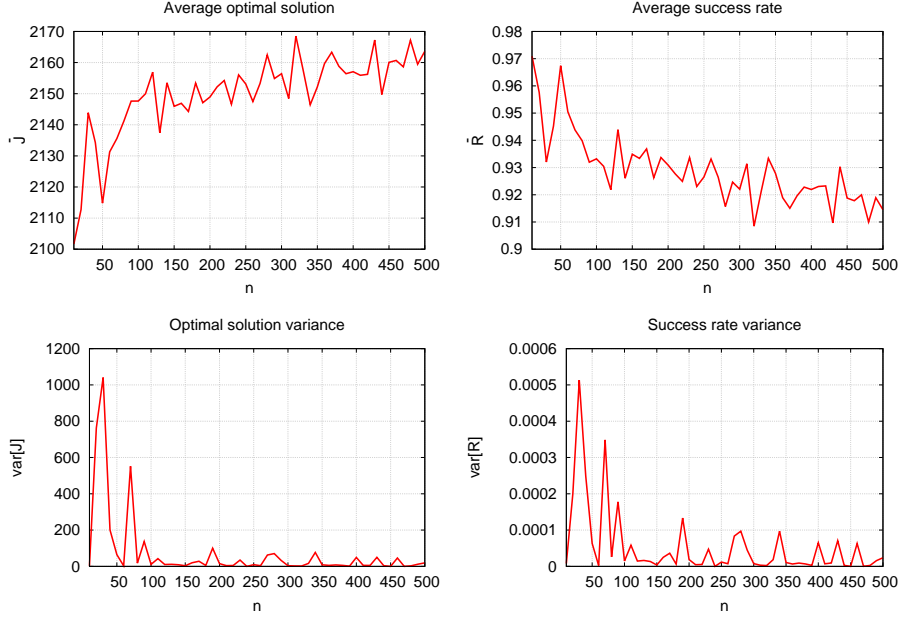 Average optimal solution
2170
2160
2150
2140
2130
2120
2110
2100
J̄
50 100 150 200 250 300 350 400 450 500
n
Average success rate
0.98
0.97
0.96
0.95
0.94
0.93
0.92
0.91
0.9
R̄
50 100 150 200 250 300 350 400 450 500
n
Optimal solution variance
1200
1000
800
600
400
200
0
var[J]
50 100 150 200 250 300 350 400 450 500
n
Success rate variance
0.0006
0.0005
0.0004
0.0003
0.0002
0.0001
0
var[R]
50 100 150 200 250 300 350 400 450 500
n